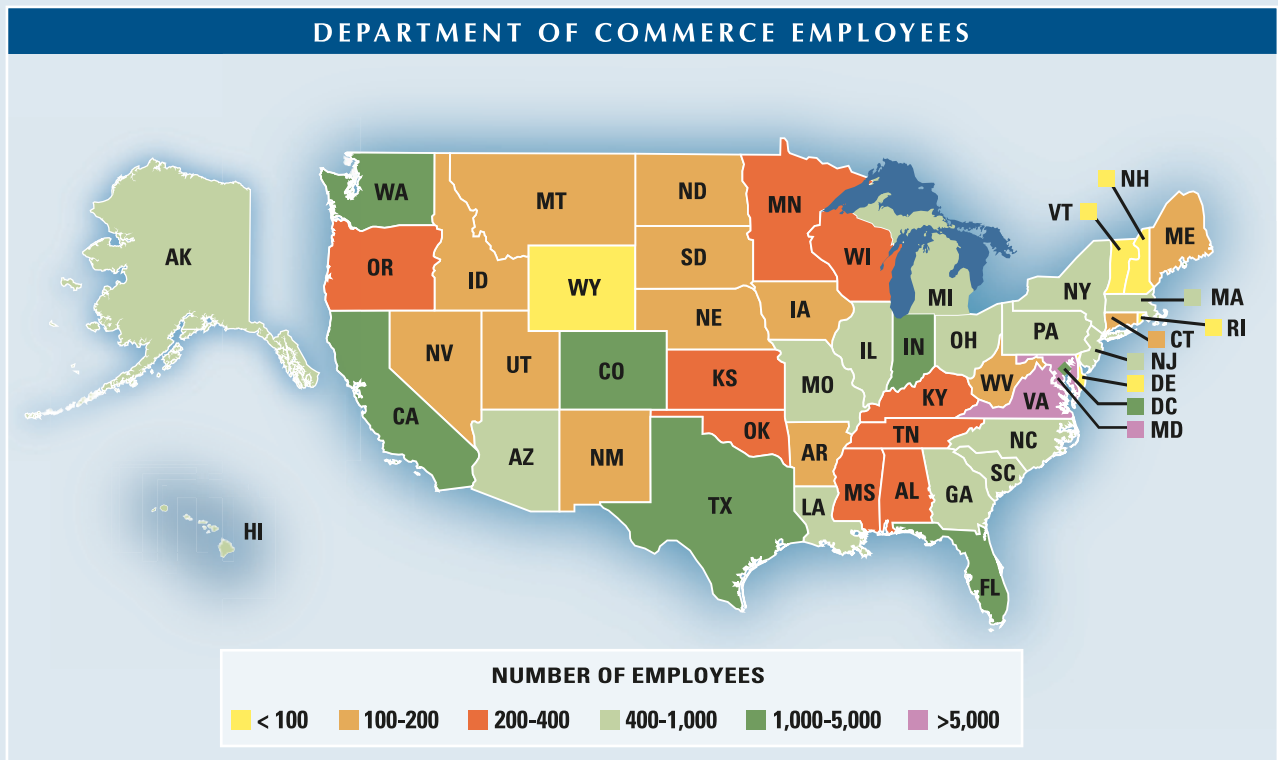 DEPARTMENT OF COMMERCE EMPLOYEES
AK
HI
WA
OR
CA
NV
ID
MT
WY
UT
CO
AZ
NM
ND
SD
NE
KS
OK
TX
MN
IA
MO
AR
LA
WI
IL
MI
IN
OH
KY
TN
MS
AL
GA
FL
SC
NC
VA
WV
PA
NY
ME
NH
VT
MA
RI
CT
NJ
DE
DC
MD
NUMBER OF EMPLOYEES
< 100 100-200 200-400 400-1,000 1,000-5,000 >5,000